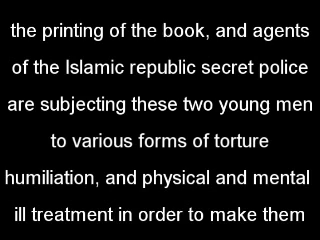 the printing of the book, and agents
of the Islamic republic secret police
are subjecting these two young men
to various forms of torture
humiliation, and physical and mental
ill treatment in order to make them